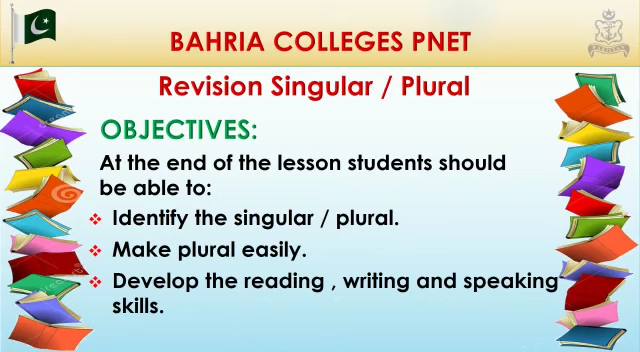 BAHRIA COLLEGES PNET
Revision Singular / Plural
OBJECTIVES:
At the end of the lesson students should
be able to:
Identify the singular / plural.
Make plural easily.
Develop the reading , writing and speaking
skills.